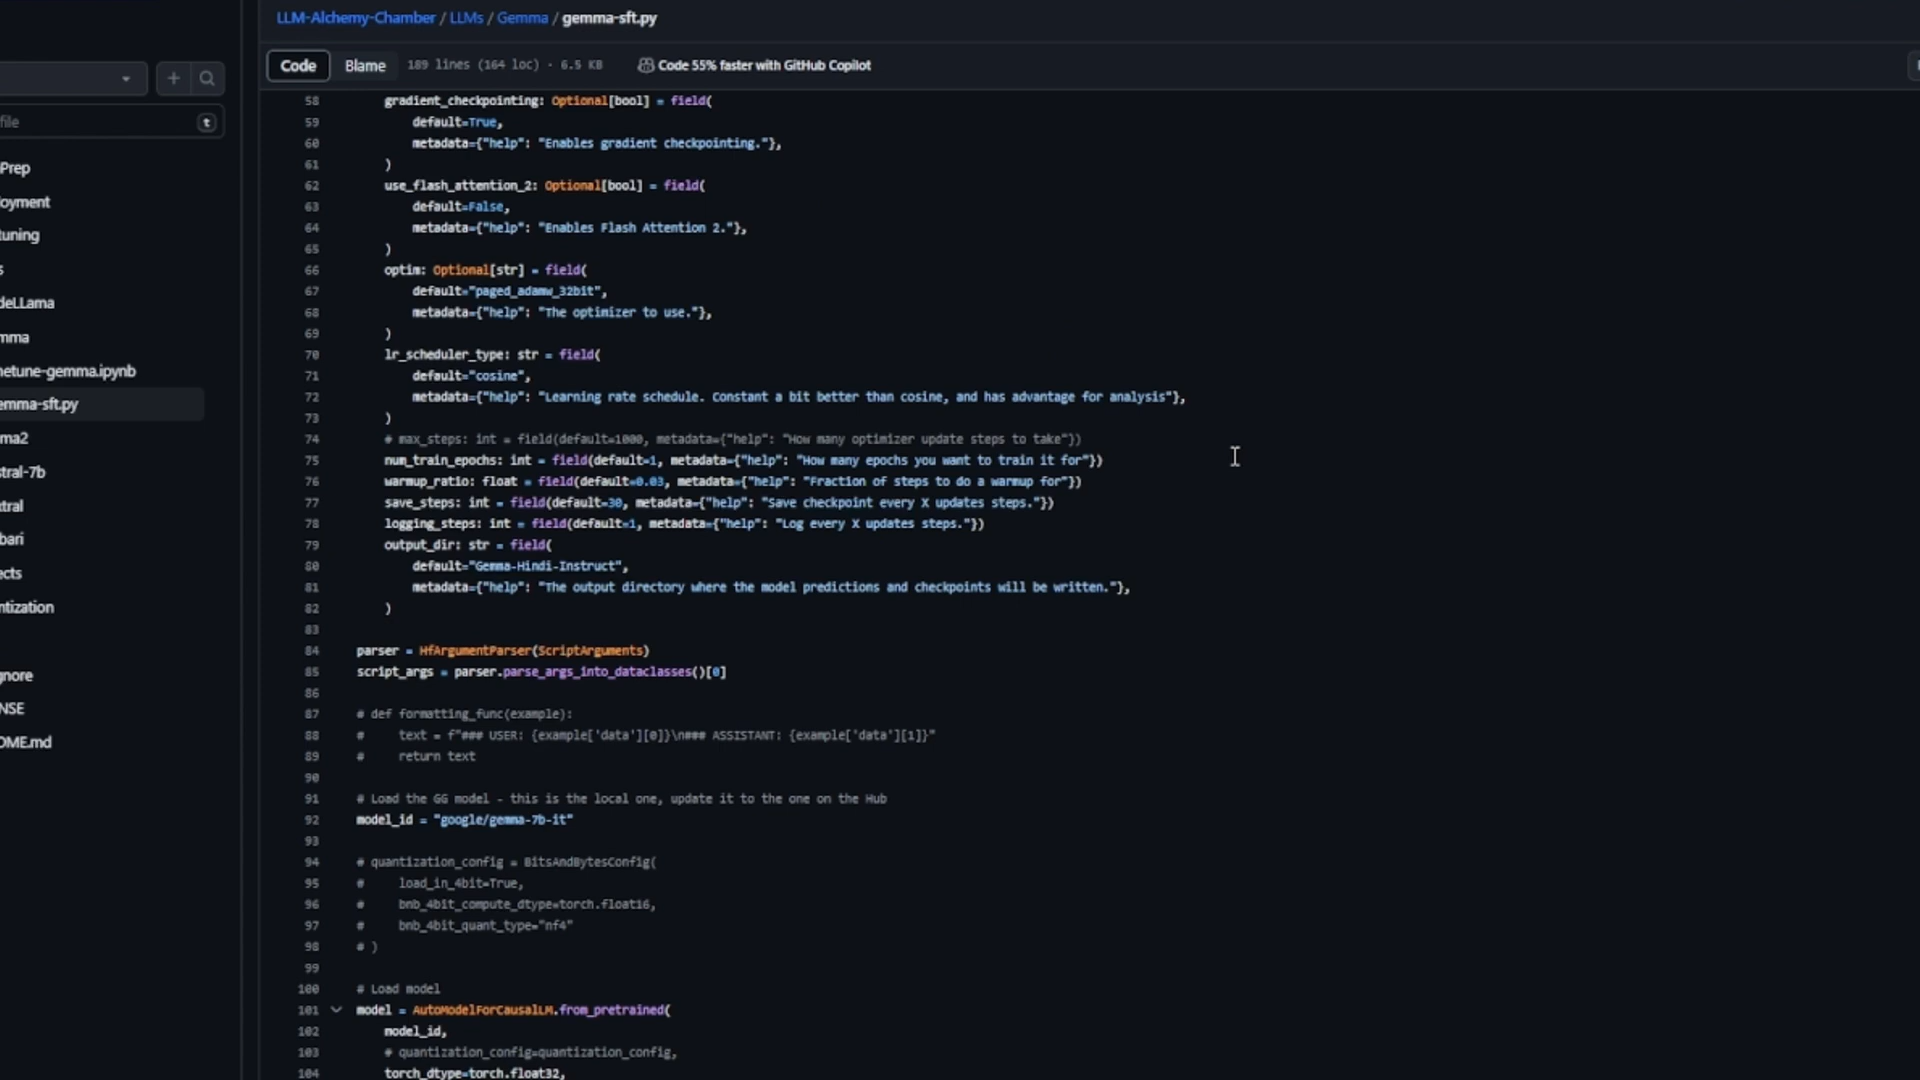 LLM-Alchemy-Chamber / LLMs / Gemma / gemma-sft.py
Code Blame 189 lines (164 loc) · 6.5 KB Code 55% faster with GitHub Copilot
file t
Prep
oyment
tuning
s
deLLama
mma
netune-gemma.ipynb
emma-sft.py
ma2
stral-7b
xtral
bari
ects
ntization
gnore
NSE
OME.md
58 gradient_checkpointing: Optional[bool] = field(
59 default=True,
60 metadata={"help": "Enables gradient checkpointing."},
61 )
62 use_flash_attention_2: Optional[bool] = field(
63 default=False,
64 metadata={"help": "Enables Flash Attention 2."},
65 )
66 optim: Optional[str] = field(
67 default="paged_adamw_32bit",
68 metadata={"help": "The optimizer to use."},
69 )
70 lr_scheduler_type: str = field(
71 default="cosine",
72 metadata={"help": "Learning rate schedule. Constant a bit better than cosine, and has advantage for analysis"},
73 )
74 # max_steps: int = field(default=1000, metadata={"help": "How many optimizer update steps to take"})
75 num_train_epochs: int = field(default=1, metadata={"help": "How many epochs you want to train it for"})
76 warmup_ratio: float = field(default=0.03, metadata={"help": "Fraction of steps to do a warmup for"})
77 save_steps: int = field(default=30, metadata={"help": "Save checkpoint every X updates steps."})
78 logging_steps: int = field(default=1, metadata={"help": "Log every X updates steps."})
79 output_dir: str = field(
80 default="Gemma-Hindi-Instruct",
81 metadata={"help": "The output directory where the model predictions and checkpoints will be written."},
82 )
83
84 parser = HfArgumentParser(ScriptArguments)
85 script_args = parser.parse_args_into_dataclasses()[0]
86
87 # def formatting_func(example):
88 # text = f"### USER: {example['data'][0]}\n### ASSISTANT: {example['data'][1]}"
89 # return text
90
91 # Load the GG model - this is the local one, update it to the one on the Hub
92 model_id = "google/gemma-7b-it"
93
94 # quantization_config = BitsAndBytesConfig(
95 # load_in_4bit=True,
96 # bnb_4bit_compute_dtype=torch.float16,
97 # bnb_4bit_quant_type="nf4"
98 # )
99
100 # Load model
101 model = AutoModelForCausalLM.from_pretrained(
102 model_id,
103 # quantization_config=quantization_config,
104 torch_dtype=torch.float32,